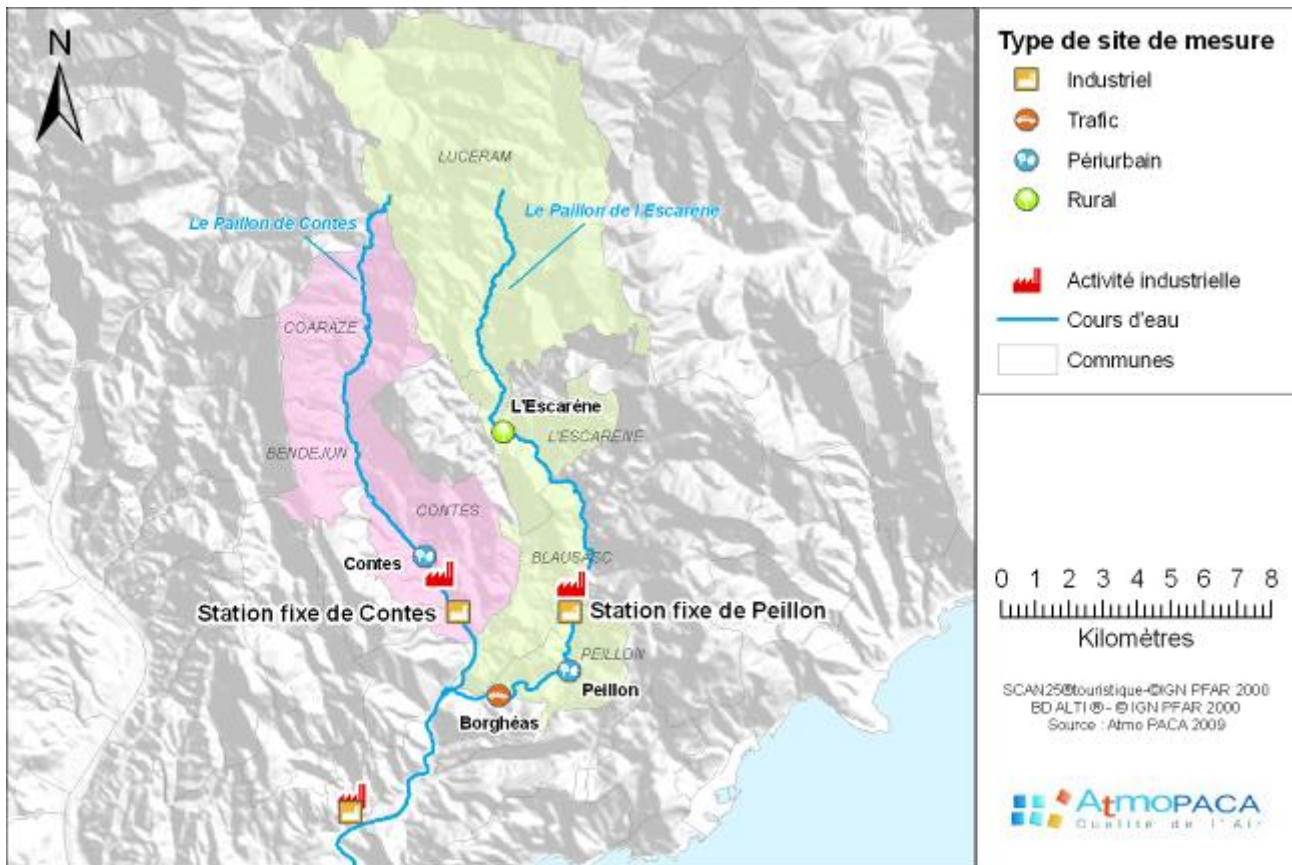 N
LUCERAM
Le Paillon de Contes
Le Paillon de l'Escarène
COARAZE
L'Escaréne
L'ESCARENE
BENDEJUN
CONTES
Contes
BLAUSASC
Station fixe de Contes
Station fixe de Peillon
PEILLON
Peillon
Borghéas
Type de site de mesure
Industriel
Trafic
Périurbain
Rural
Activité industrielle
Cours d'eau
Communes
0 1 2 3 4 5 6 7 8
Kilomètres
SCAN25®touristique-©IGN PFAR 2000
BD ALTI ® - © IGN PFAR 2000
Source : Atmo PACA 2009
AtmoPACA
Qualité de l'Air